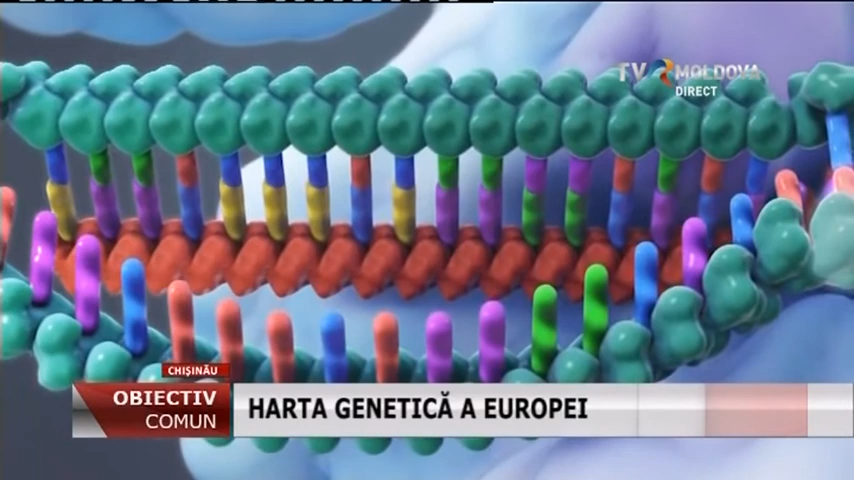 TV MOLDOVA
DIRECT
CHIȘINĂU
OBIECTIV
COMUN
HARTA GENETICĂ A EUROPEI